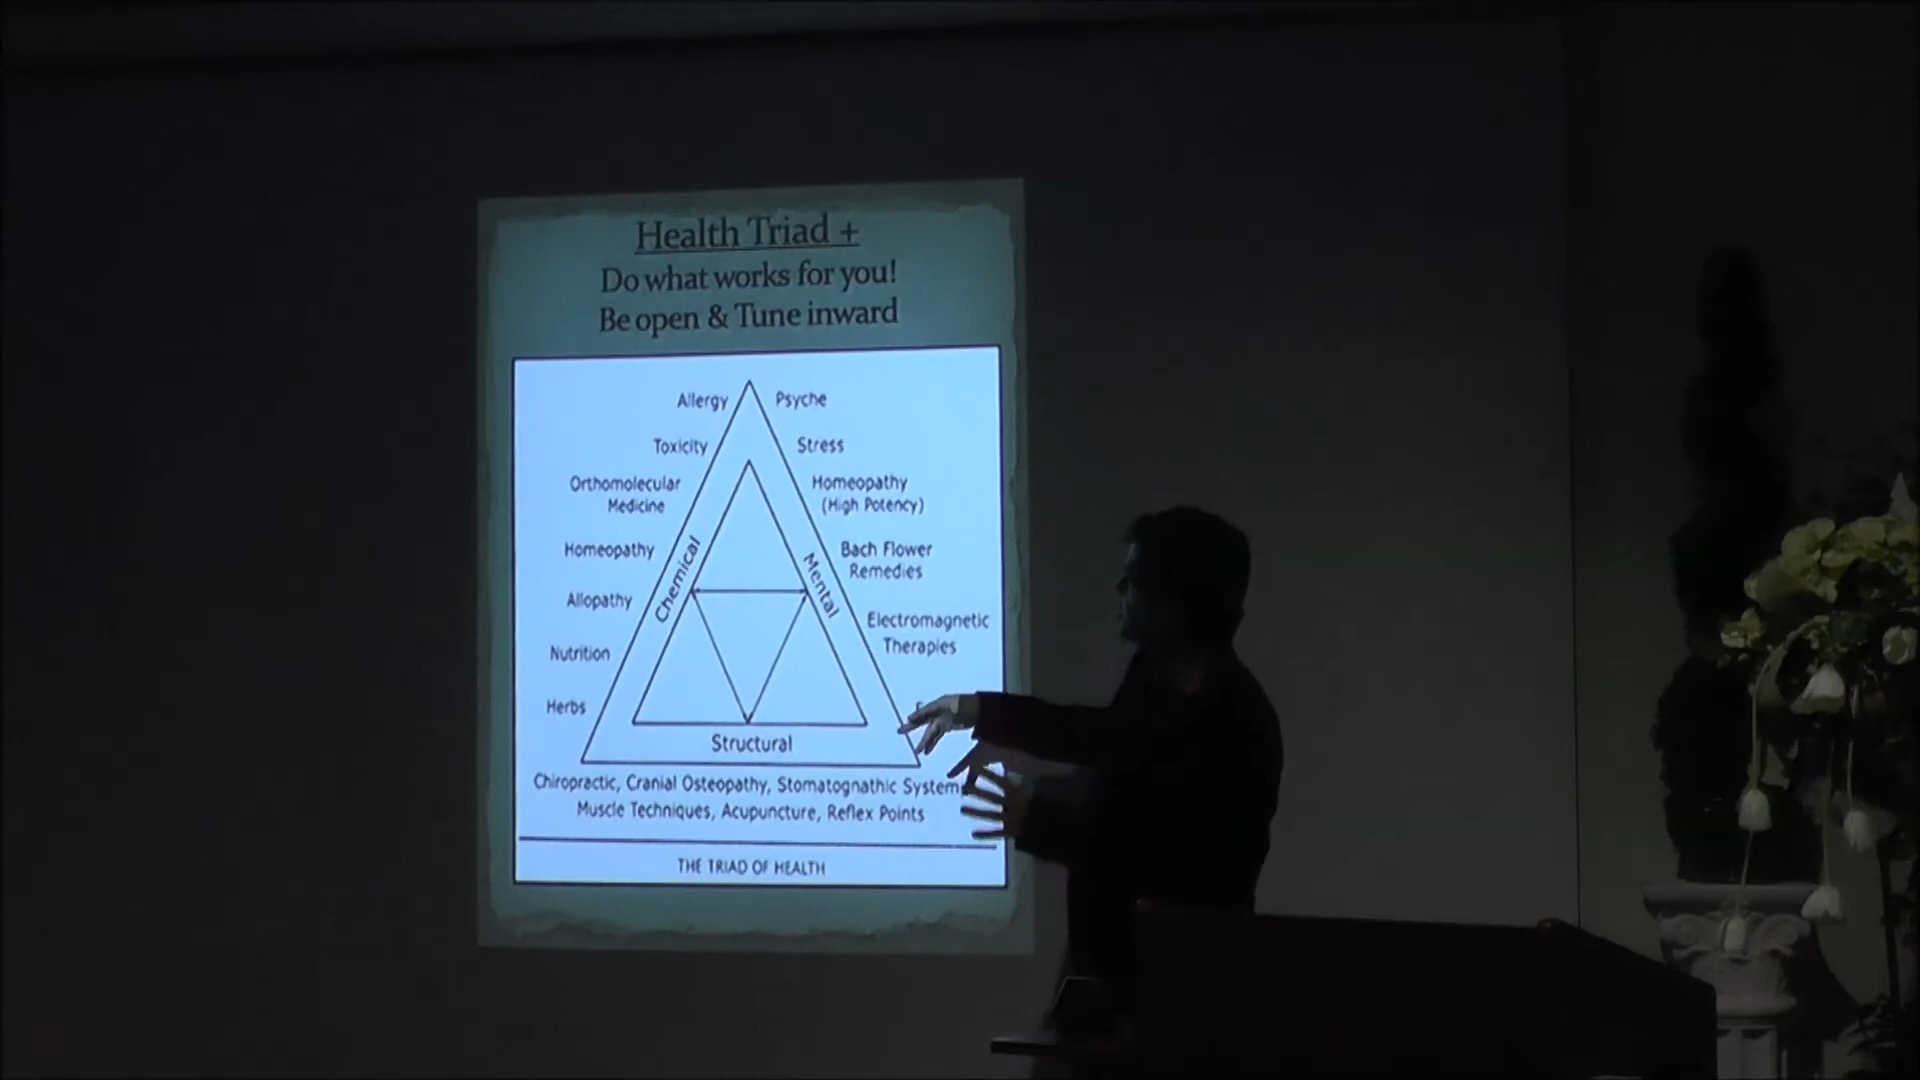 Health Triad +
Do what works for you!
Be open & Tune inward
Allergy
Psyche
Toxicity
Stress
Orthomolecular
Medicine
Homeopathy
(High Potency)
Homeopathy
Bach Flower
Remedies
Allopathy
Electromagnetic
Therapies
Nutrition
Herbs
Chemical
Mental
Structural
Chiropractic, Cranial Osteopathy, Stomatognathic System
Muscle Techniques, Acupuncture, Reflex Points
THE TRIAD OF HEALTH